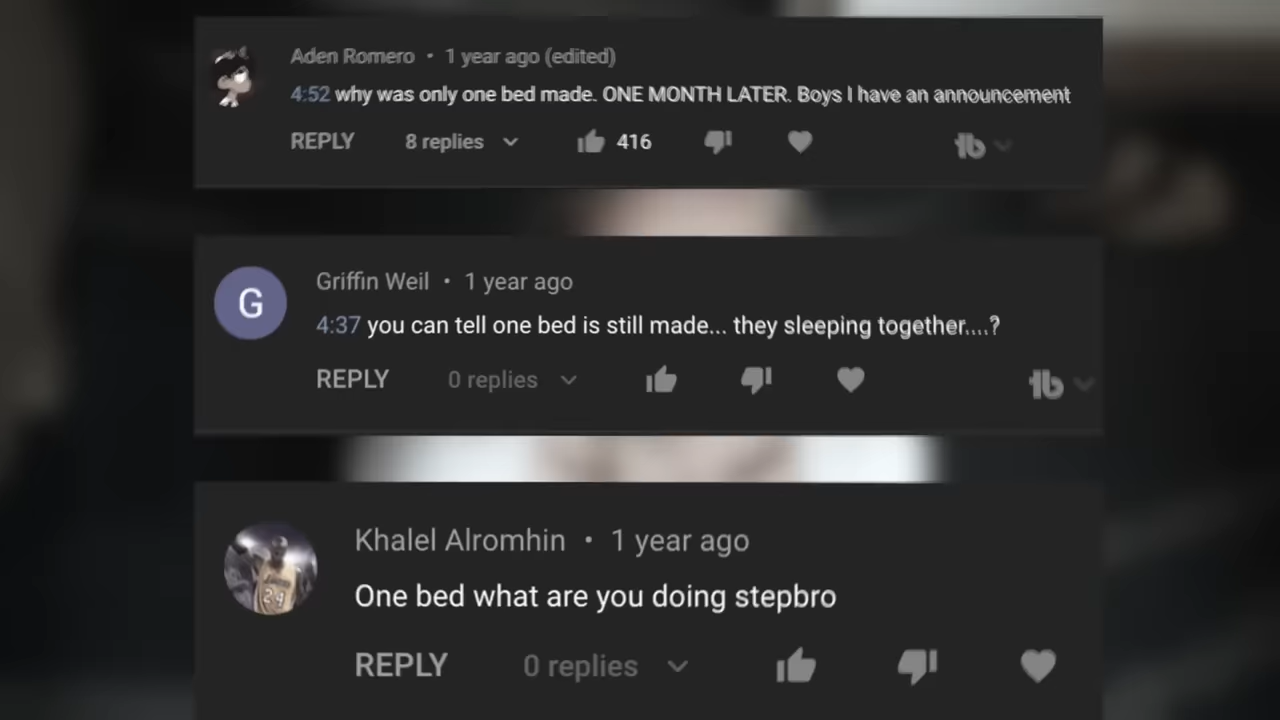 Aden Romero • 1 year ago (edited)
4:52 why was only one bed made. ONE MONTH LATER. Boys I have an announcement
REPLY 8 replies 416
tb
G
Griffin Weil • 1 year ago
4:37 you can tell one bed is still made... they sleeping together....?
REPLY 0 replies
tb
Khalel Alromhin • 1 year ago
24
One bed what are you doing stepbro
REPLY 0 replies